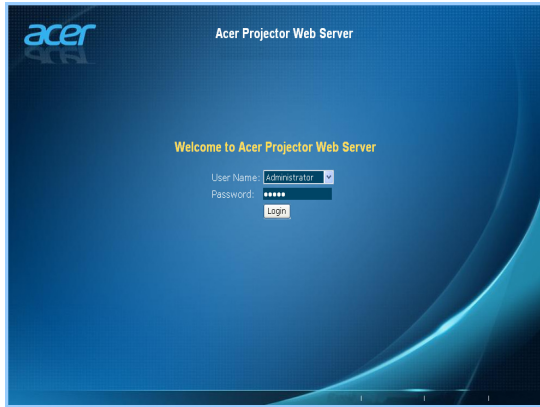 acer
Acer Projector Web Server
Welcome to Acer Projector Web Server
User Name: Administrator
Password: •••••
Login